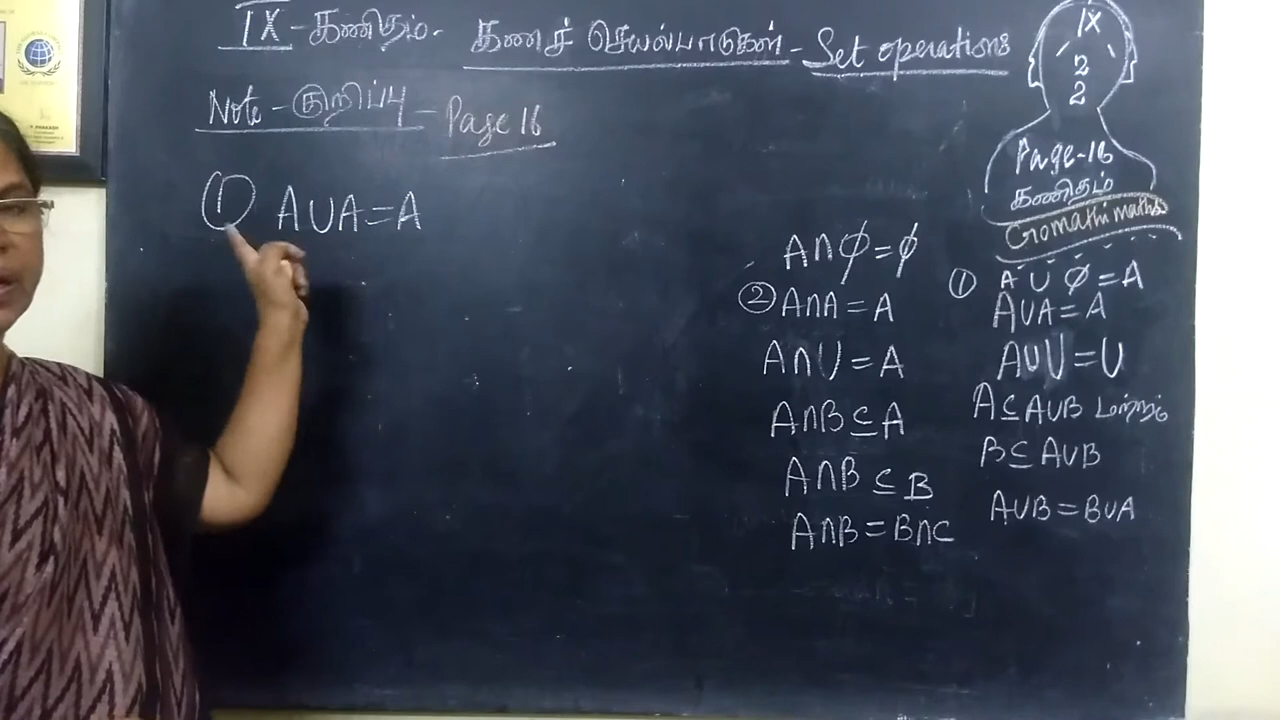 IX - கணிதம் - கணச் செயல்பாடுகள் - Set operations
Note - குறிப்பு - Page 16
① A∪A=A
A∩∅=∅
② A∩A=A
A∩U=A
A∩B⊆A
A∩B⊆B
A∩B=B∩C
IX
2
2
Page-16
கணிதம்
Gomathi maths
① A∪∅=A
A∪A=A
A∪U=U
A⊆A∪B மற்றும்
B⊆A∪B
A∪B=B∪A